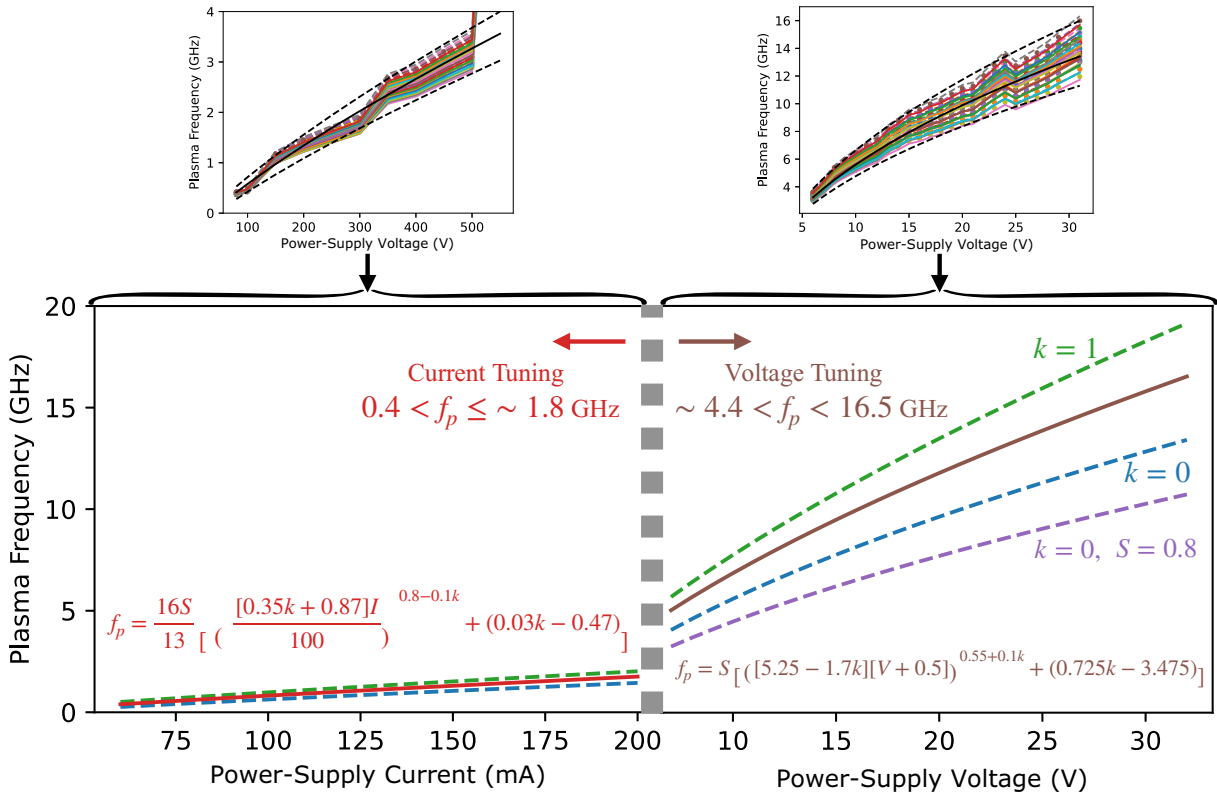 4
3
2
1
0
Plasma Frequency (GHz)
100 200 300 400 500
Power-Supply Voltage (V)
16
14
12
10
8
6
4
Plasma Frequency (GHz)
5 10 15 20 25 30
Power-Supply Voltage (V)
20
15
10
5
0
Plasma Frequency (GHz)
Current Tuning
0.4 < f_p ≤ ∼ 1.8 GHz
Voltage Tuning
∼ 4.4 < f_p < 16.5 GHz
k = 1
k = 0
k = 0, S = 0.8
f_p = 16S/13 [ ( [0.35k + 0.87]I/100 )^0.8−0.1k + (0.03k − 0.47) ]
f_p = S[ ([5.25 − 1.7k][V + 0.5])^0.55+0.1k + (0.725k − 3.475) ]
75 100 125 150 175 200
Power-Supply Current (mA)
10 15 20 25 30
Power-Supply Voltage (V)